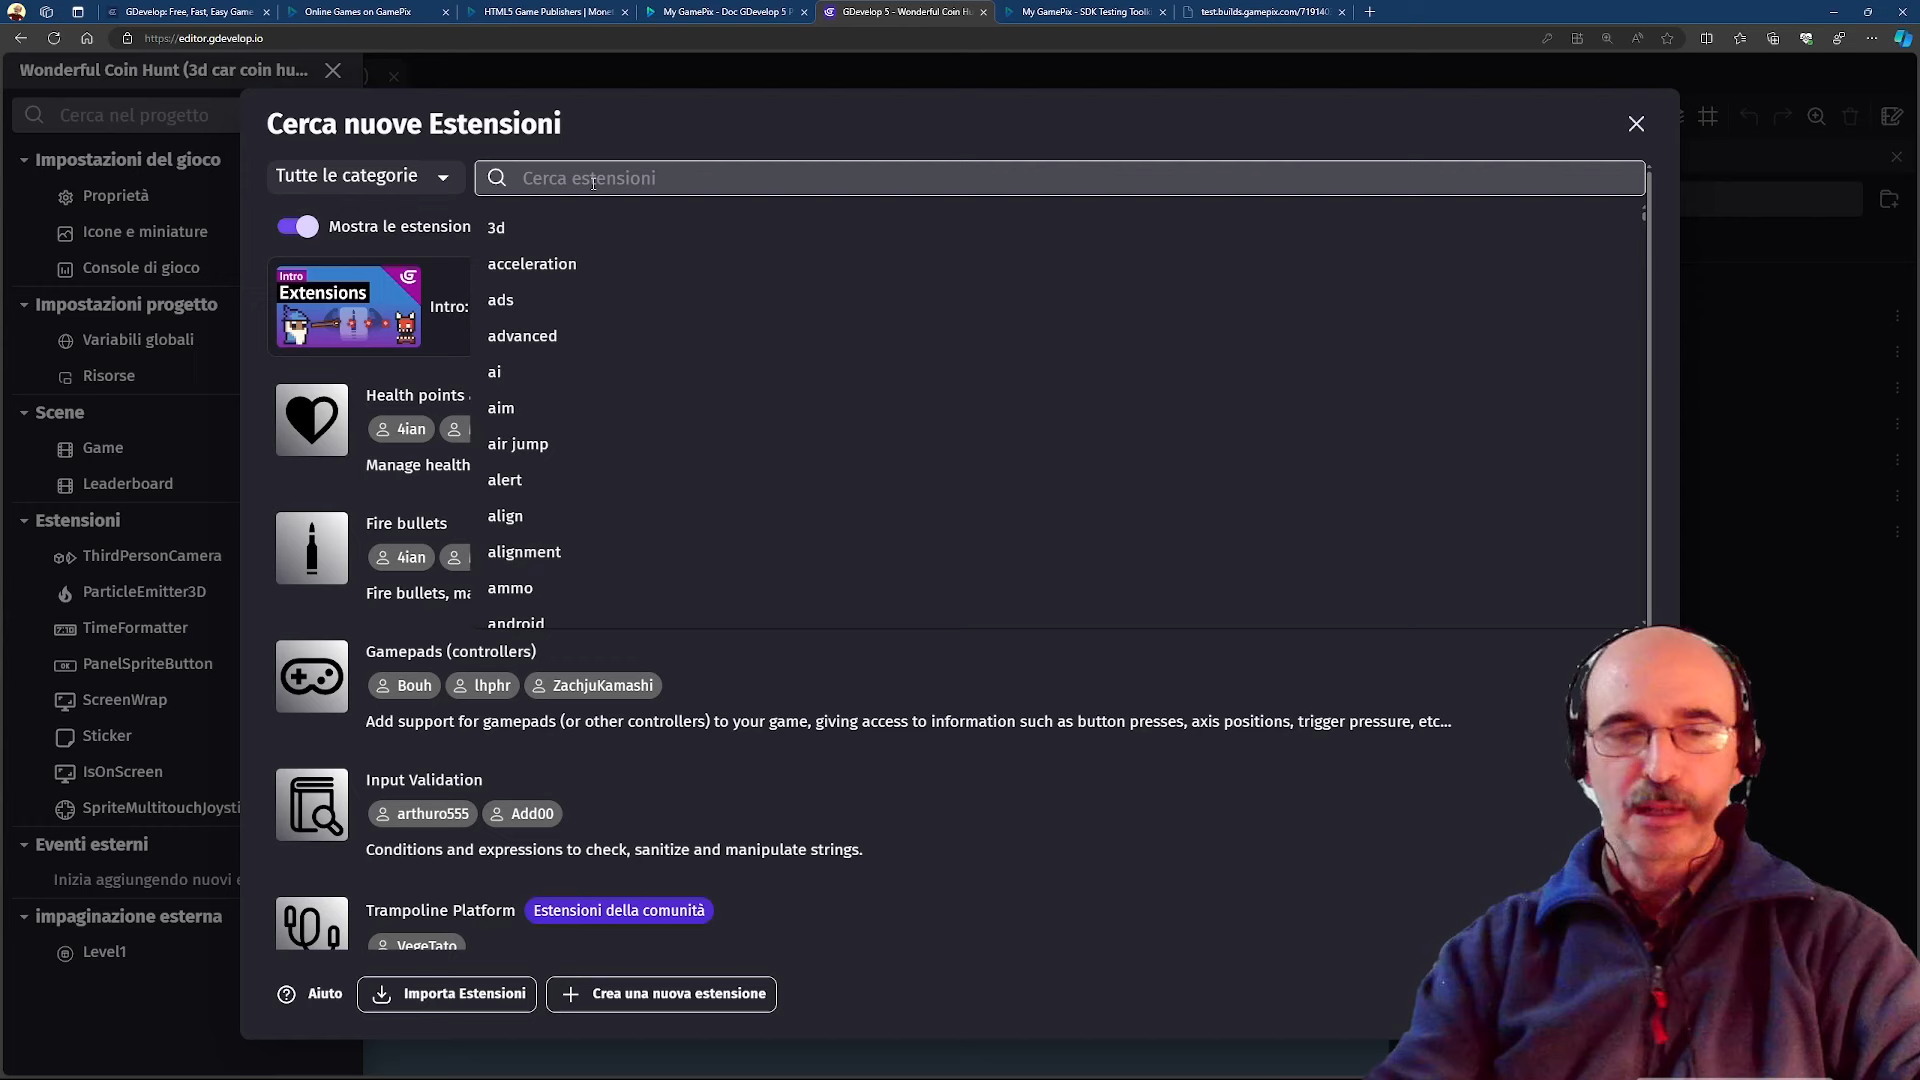 GDevelop: Free, Fast, Easy Game
Online Games on GamePix
HTML5 Game Publishers | Monet
My GamePix - Doc GDevelop 5 P
GDevelop 5 - Wonderful Coin Hu
My GamePix - SDK Testing Toolk
test.builds.gamepix.com/719140
https://editor.gdevelop.io
Wonderful Coin Hunt (3d car coin hu...
Cerca nel progetto
Impostazioni del gioco
Proprietà
Icone e miniature
Console di gioco
Impostazioni progetto
Variabili globali
Risorse
Scene
Game
Leaderboard
Estensioni
ThirdPersonCamera
ParticleEmitter3D
TimeFormatter
PanelSpriteButton
ScreenWrap
Sticker
IsOnScreen
SpriteMultitouchJoysti
Eventi esterni
Inizia aggiungendo nuovi e
impaginazione esterna
Level1
Cerca nuove Estensioni
Tutte le categorie
Cerca estensioni
Mostra le estension
3d
acceleration
ads
advanced
ai
aim
air jump
alert
align
alignment
ammo
android
Intro
Extensions
Intro:
Health points
4ian
Manage health
Fire bullets
4ian
Fire bullets, ma
Gamepads (controllers)
Bouh lhphr ZachjuKamashi
Add support for gamepads (or other controllers) to your game, giving access to information such as button presses, axis positions, trigger pressure, etc...
Input Validation
arthuro555 Add00
Conditions and expressions to check, sanitize and manipulate strings.
Trampoline Platform Estensioni della comunità
VegeTato
Aiuto
Importa Estensioni
Crea una nuova estensione